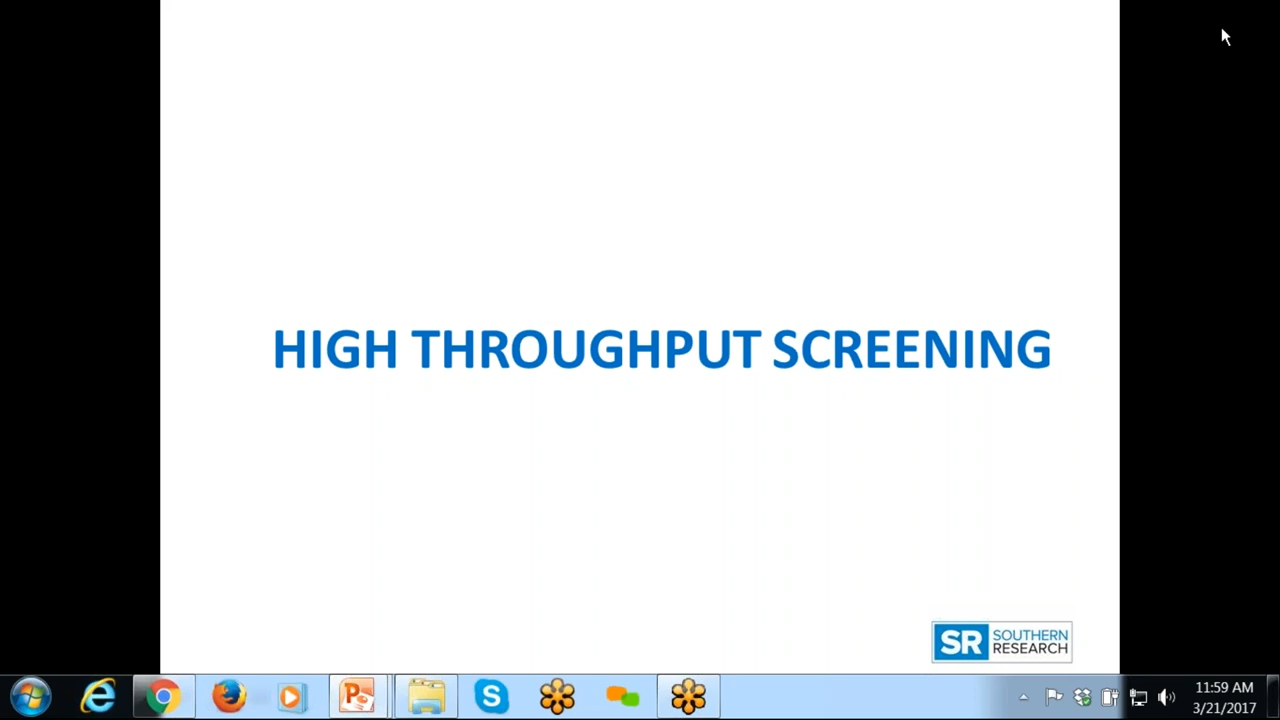 HIGH THROUGHPUT SCREENING
SR
SOUTHERN
RESEARCH
11:59 AM
3/21/2017